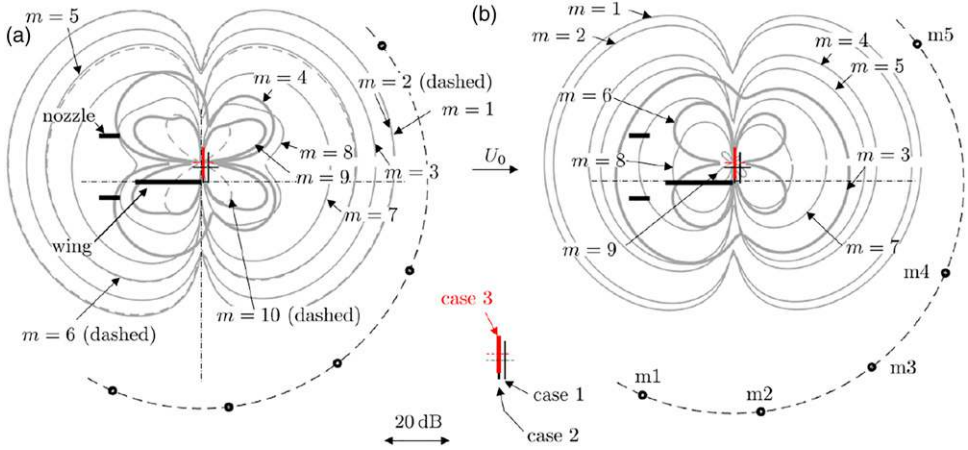 (a)
m = 5
m = 4
m = 2 (dashed)
m = 1
nozzle
m = 8
m = 9
m = 3
m = 7
wing
m = 6 (dashed)
m = 10 (dashed)
U₀
(b)
m = 1
m = 2
m5
m = 4
m = 5
m = 6
m = 8
m = 3
m = 9
m = 7
m4
m3
m1
m2
case 3
case 1
case 2
20 dB